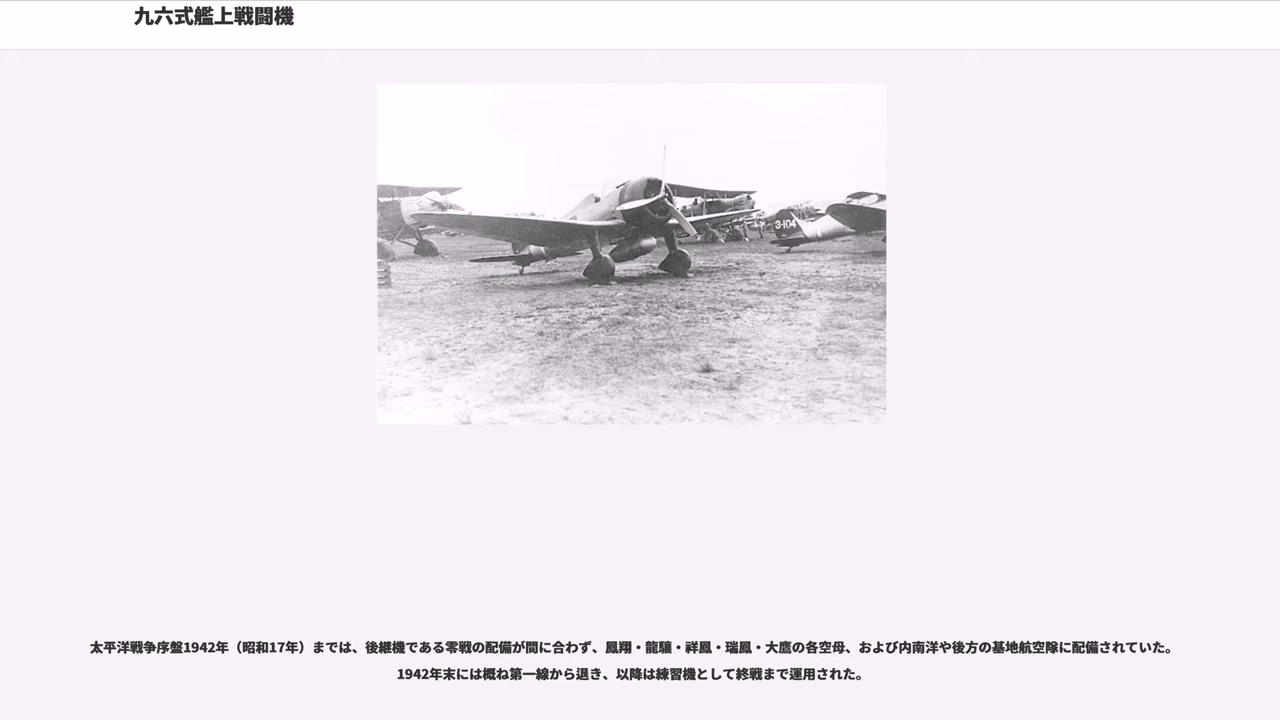 九六式艦上戦闘機
3-104
太平洋戦争序盤1942年（昭和17年）までは、後継機である零戦の配備が間に合わず、鳳翔・龍驤・祥鳳・瑞鳳・大鷹の各空母、および内南洋や後方の基地航空隊に配備されていた。
1942年末には概ね第一線から退き、以降は練習機として終戦まで運用された。